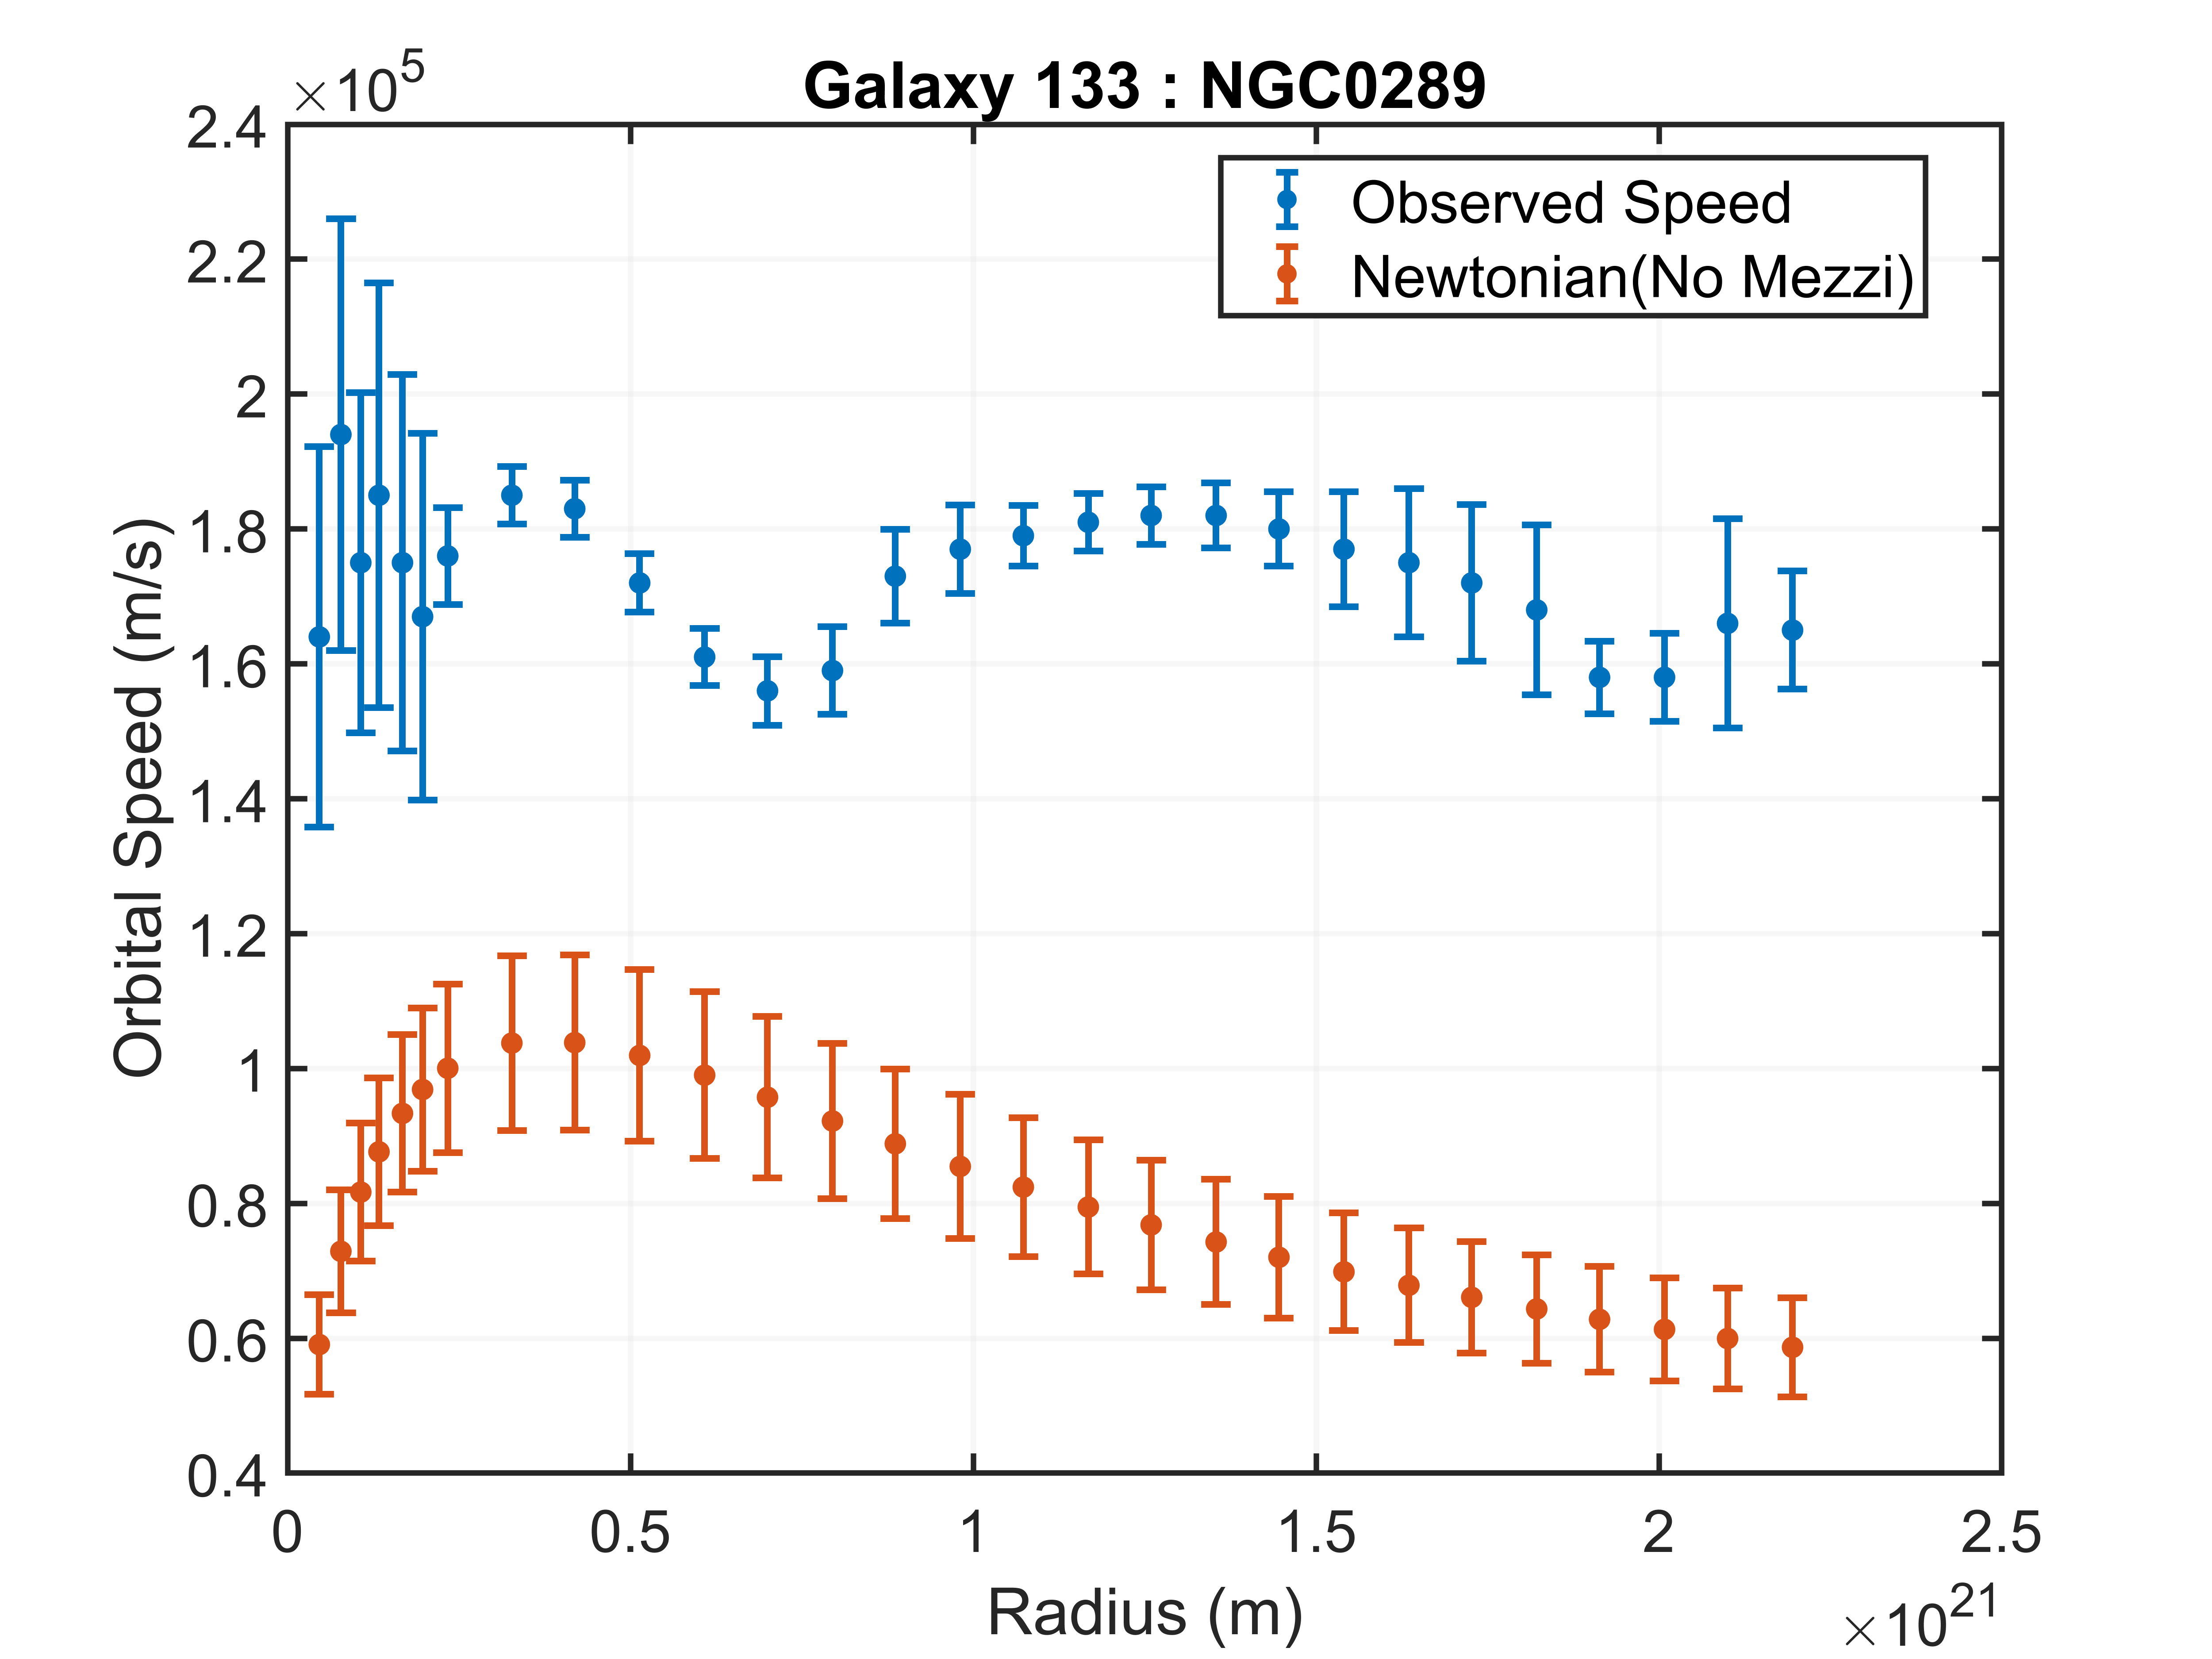 Galaxy 133 : NGC0289
×10^5
2.4
2.2
2
1.8
1.6
1.4
1.2
1
0.8
0.6
0.4
Orbital Speed (m/s)
Observed Speed
Newtonian(No Mezzi)
0 0.5 1 1.5 2 2.5
Radius (m)
×10^21